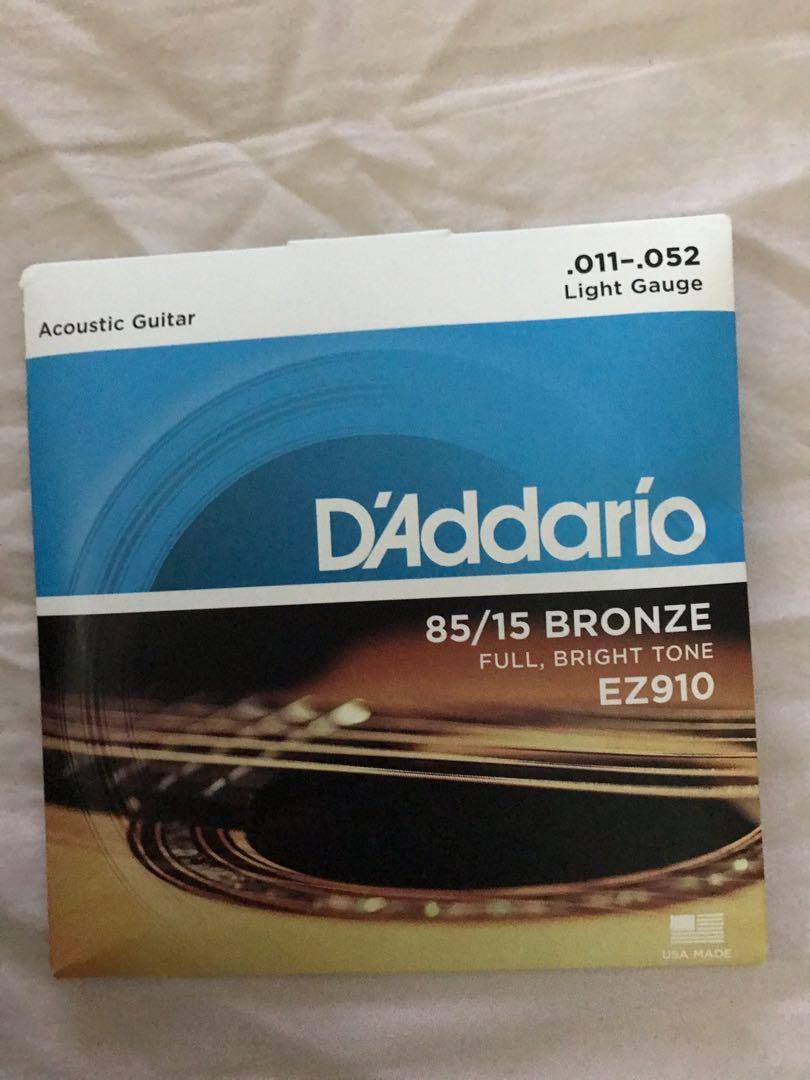 .011–.052
Light Gauge
Acoustic Guitar
D'Addarío
85/15 BRONZE
FULL, BRIGHT TONE
EZ910
USA MADE